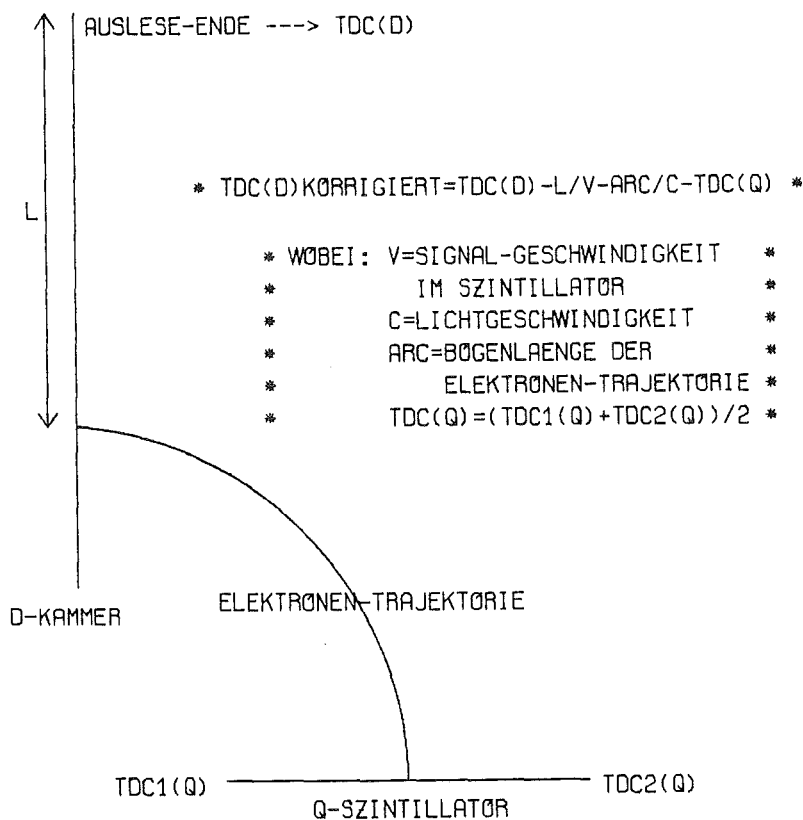 AUSLESE-ENDE ---> TDC(D)
* TDC(D)KORRIGIERT=TDC(D)-L/V-ARC/C-TDC(Q) *
L
* WOBEI: V=SIGNAL-GESCHWINDIGKEIT *
* IM SZINTILLATOR *
* C=LICHTGESCHWINDIGKEIT *
* ARC=BOGENLAENGE DER *
* ELEKTRONEN-TRAJEKTORIE *
* TDC(Q)=(TDC1(Q)+TDC2(Q))/2 *
D-KAMMER
ELEKTRONEN-TRAJEKTORIE
TDC1(Q)
TDC2(Q)
Q-SZINTILLATOR